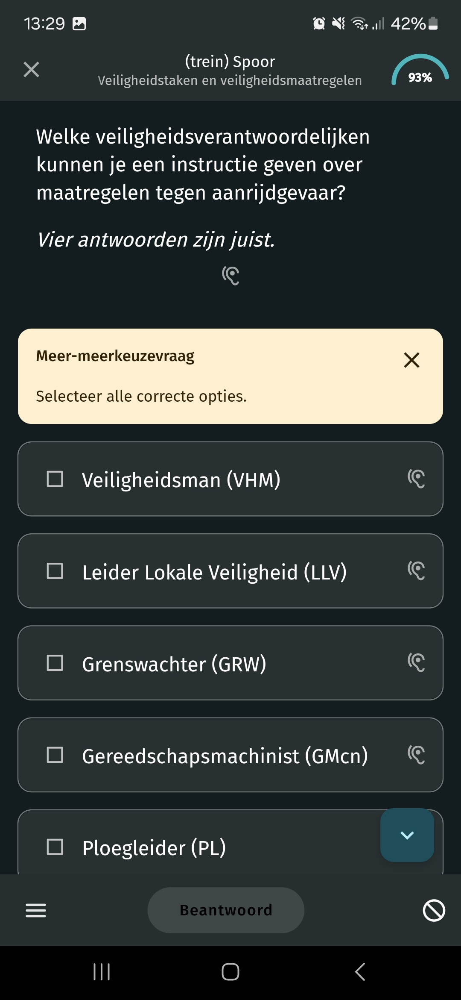 13:29
42%
(trein) Spoor
Veiligheidstaken en veiligheidsmaatregelen
93%
Welke veiligheidsverantwoordelijken
kunnen je een instructie geven over
maatregelen tegen aanrijdgevaar?
Vier antwoorden zijn juist.
Meer-meerkeuzevraag
Selecteer alle correcte opties.
Veiligheidsman (VHM)
Leider Lokale Veiligheid (LLV)
Grenswachter (GRW)
Gereedschapsmachinist (GMcn)
Ploegleider (PL)
Beantwoord